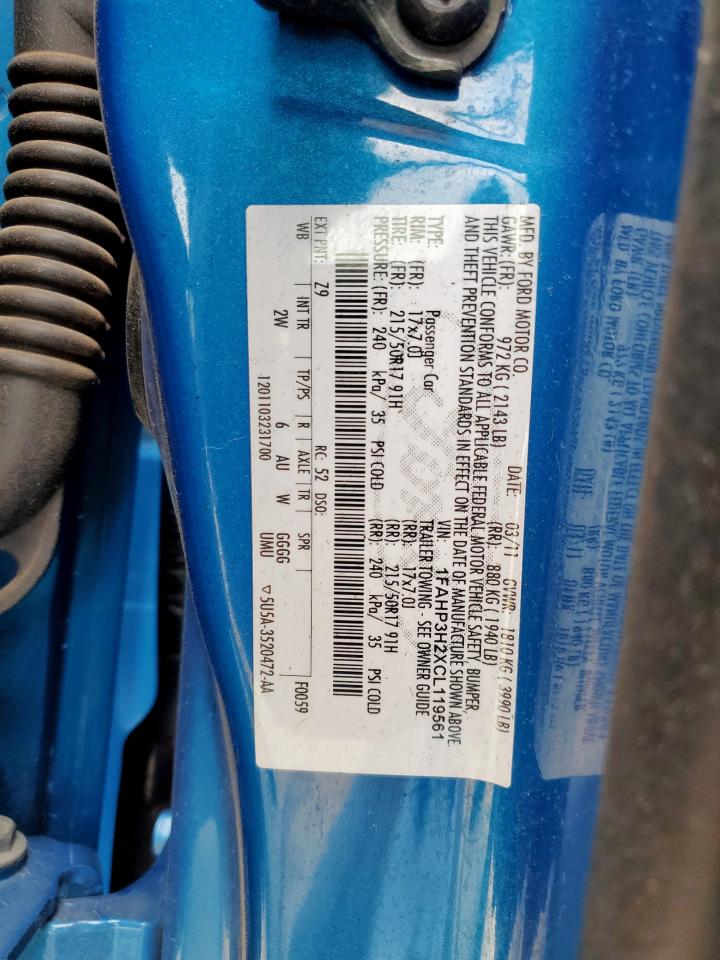 MFD. BY FORD MOTOR CO. DATE: 03/11 GVWR: 1810 KG ( 3990 LB)
GAWR: (FR): 972 KG ( 2143 LB) (RR): 880 KG ( 1940 LB)
THIS VEHICLE CONFORMS TO ALL APPLICABLE FEDERAL MOTOR VEHICLE SAFETY, BUMPER,
AND THEFT PREVENTION STANDARDS IN EFFECT ON THE DATE OF MANUFACTURE SHOWN ABOVE.
VIN: 1FAHP3H2XCL119561
TYPE: Passenger Car TRAILER TOWING - SEE OWNER GUIDE
RIM: (FR): 17x7.0J (RR): 17x7.0J
TIRE: (FR): 215/50R17 91H (RR): 215/50R17 91H
PRESSURE (FR): 240 kPa/ 35 PSI COLD (RR): 240 kPa/ 35 PSI COLD
EXT PNT: Z9 RC: 52 DSO: F0059
WB INT TR TP/PS R AXLE TR SPR
2W 6 AU W GGGG
UMU
1201103231700 ▽5U5A-3520472-AA